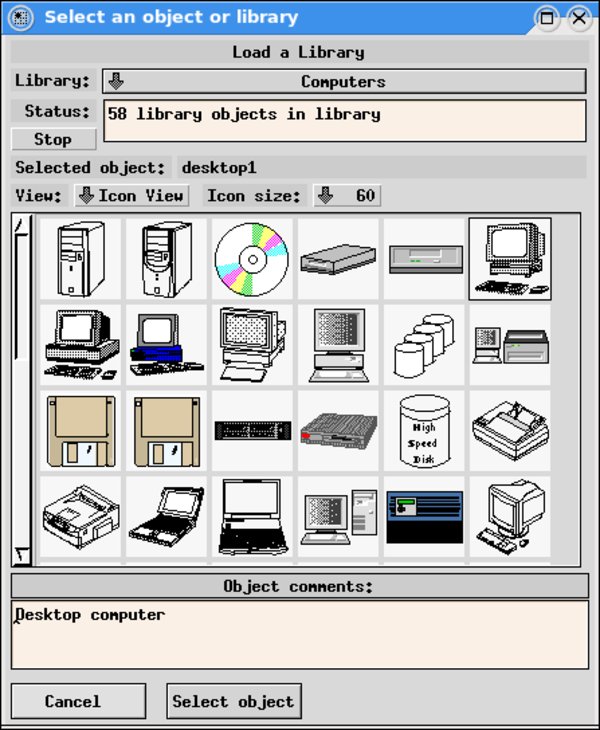 Select an object or library
Load a Library
Library: Computers
Status: 58 library objects in library
Stop
Selected object: desktop1
View: Icon View Icon size: 60
High
Speed
Disk
Object comments:
Desktop computer
Cancel Select object